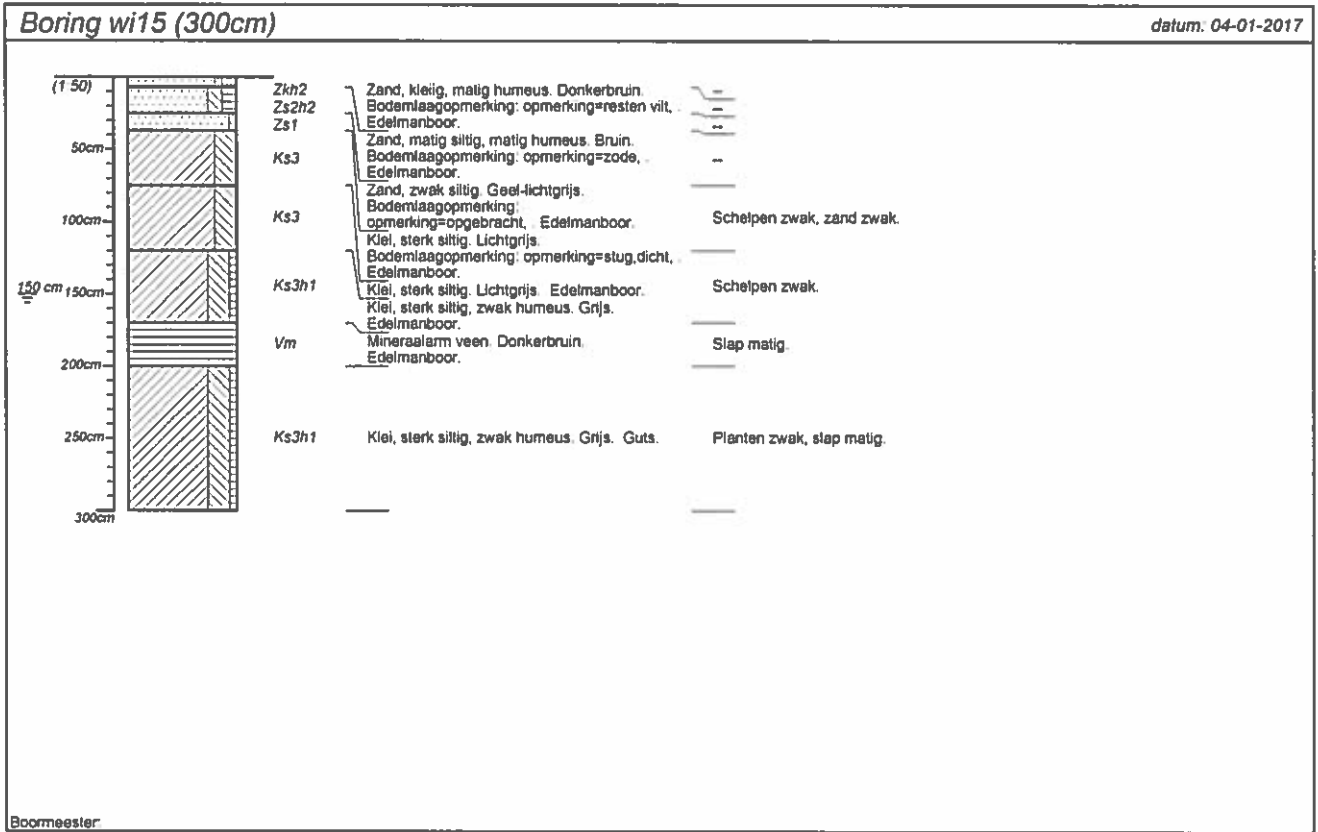 Boring wi15 (300cm)
datum: 04-01-2017
(1:50)
Zkh2
Zand, kleiig, matig humeus. Donkerbruin.
--
Zs2h2
Bodemlaagopmerking: opmerking=resten vilt,
--
Edelmanboor.
Zs1
--
Zand, matig siltig, matig humeus. Bruin.
50cm
Ks3
Bodemlaagopmerking: opmerking=zode,
--
Edelmanboor.
Zand, zwak siltig. Geel-lichtgrijs.
Bodemlaagopmerking:
100cm
Ks3
opmerking=opgebracht, Edelmanboor.
Schelpen zwak, zand zwak.
Klei, sterk siltig. Lichtgrijs.
Bodemlaagopmerking: opmerking=stug,dicht,
Edelmanboor.
150 cm
150cm
Ks3h1
Klei, sterk siltig. Lichtgrijs. Edelmanboor.
Schelpen zwak.
Klei, sterk siltig, zwak humeus. Grijs.
Edelmanboor.
Vm
Mineraalarm veen. Donkerbruin.
Slap matig.
Edelmanboor.
200cm
250cm
Ks3h1
Klei, sterk siltig, zwak humeus. Grijs. Guts.
Planten zwak, slap matig.
300cm
Boormeester: